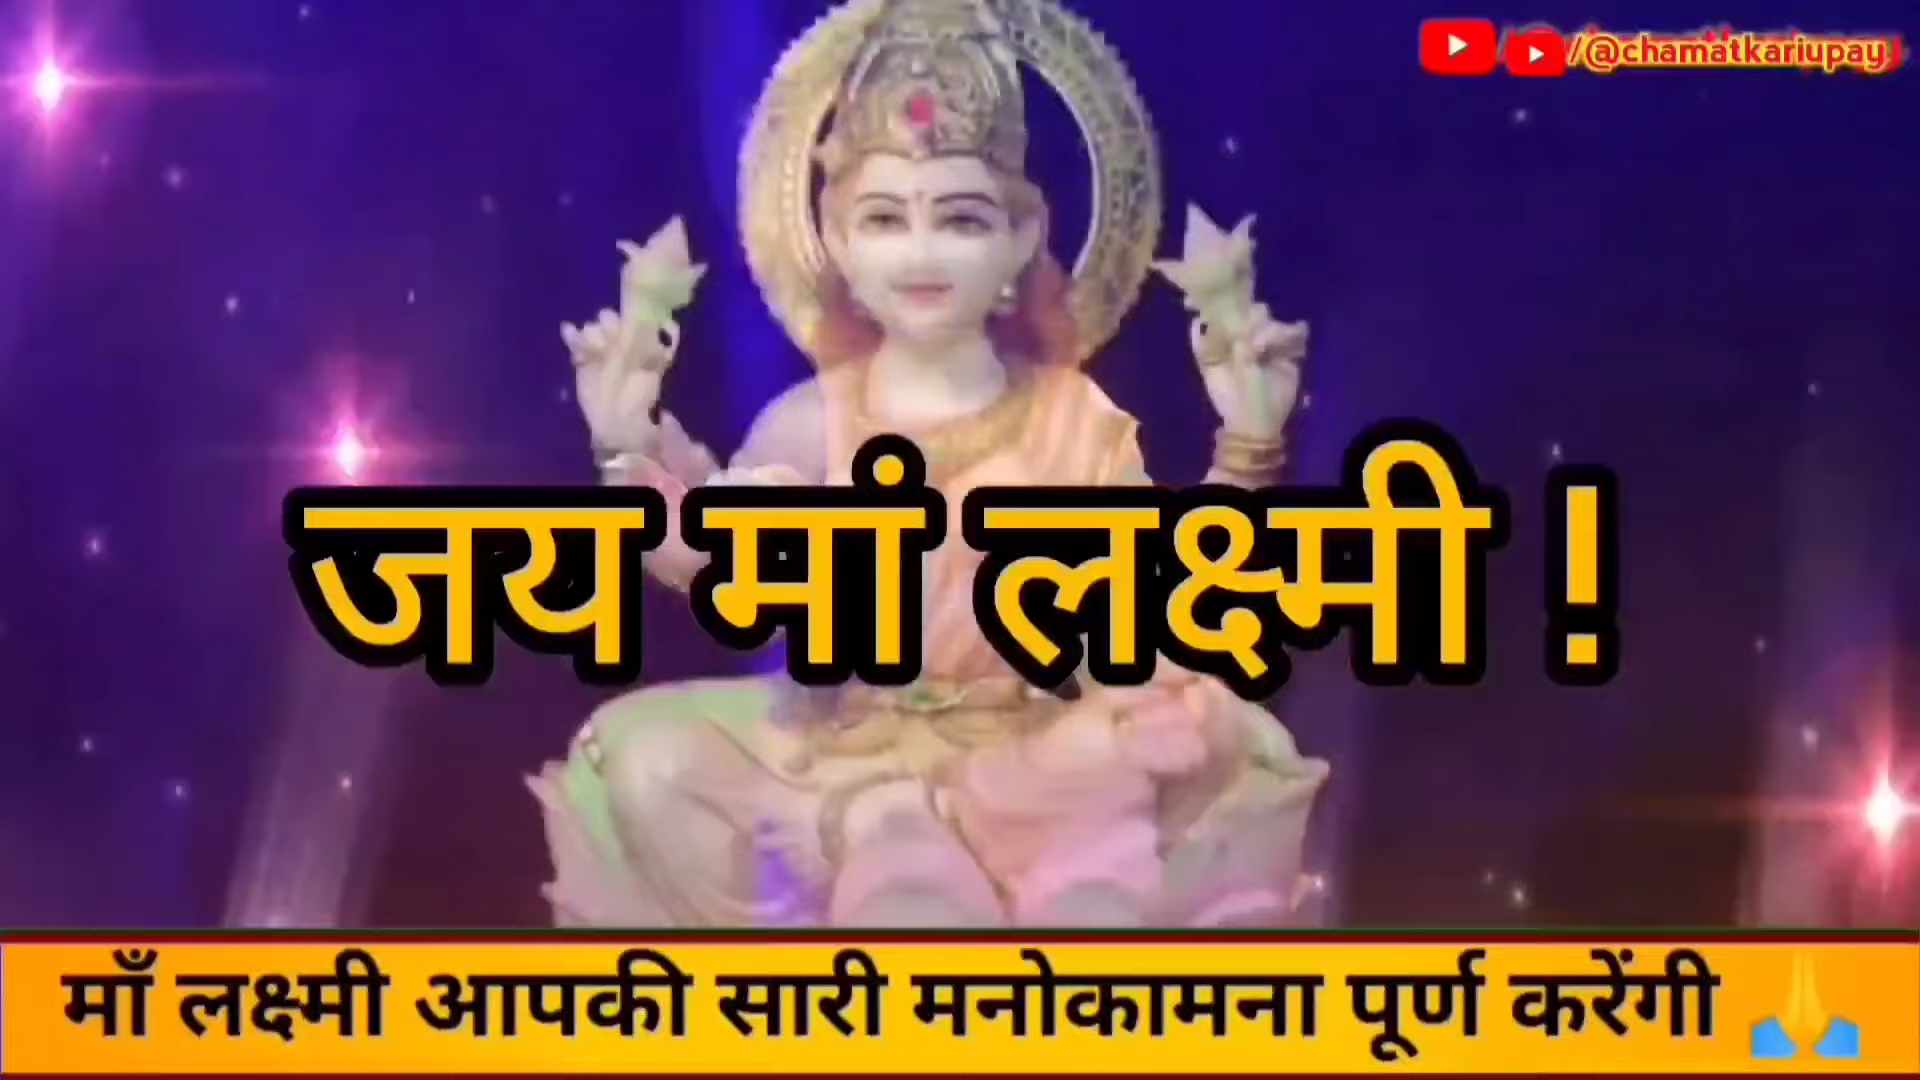 /@chamatkariupay
जय मां लक्ष्मी !
माँ लक्ष्मी आपकी सारी मनोकामना पूर्ण करेंगी 🙏